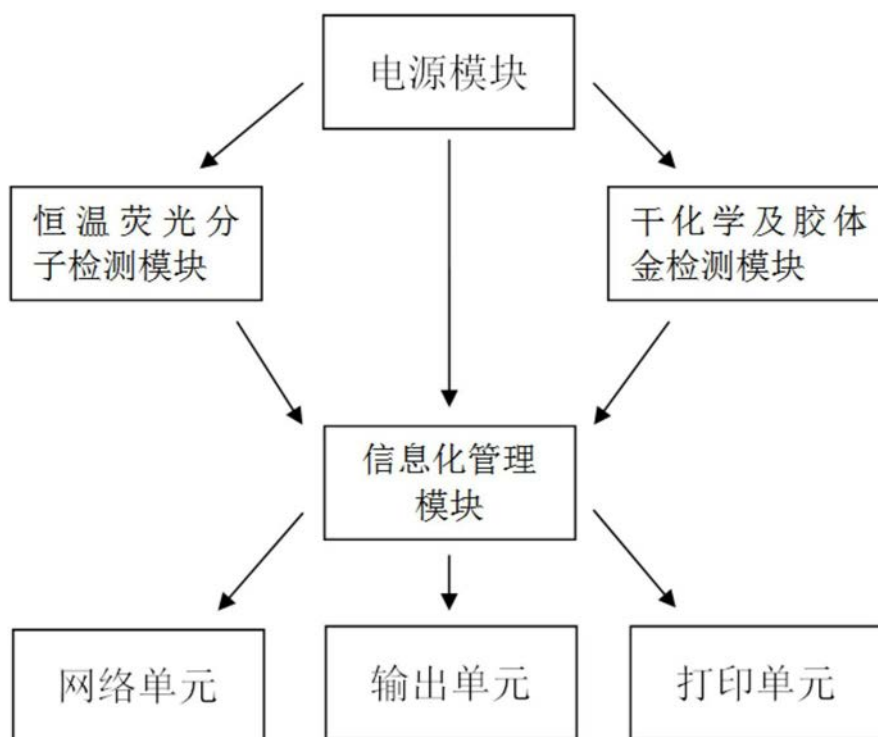 电源模块
恒温荧光分
子检测模块
干化学及胶体
金检测模块
信息化管理
模块
网络单元
输出单元
打印单元